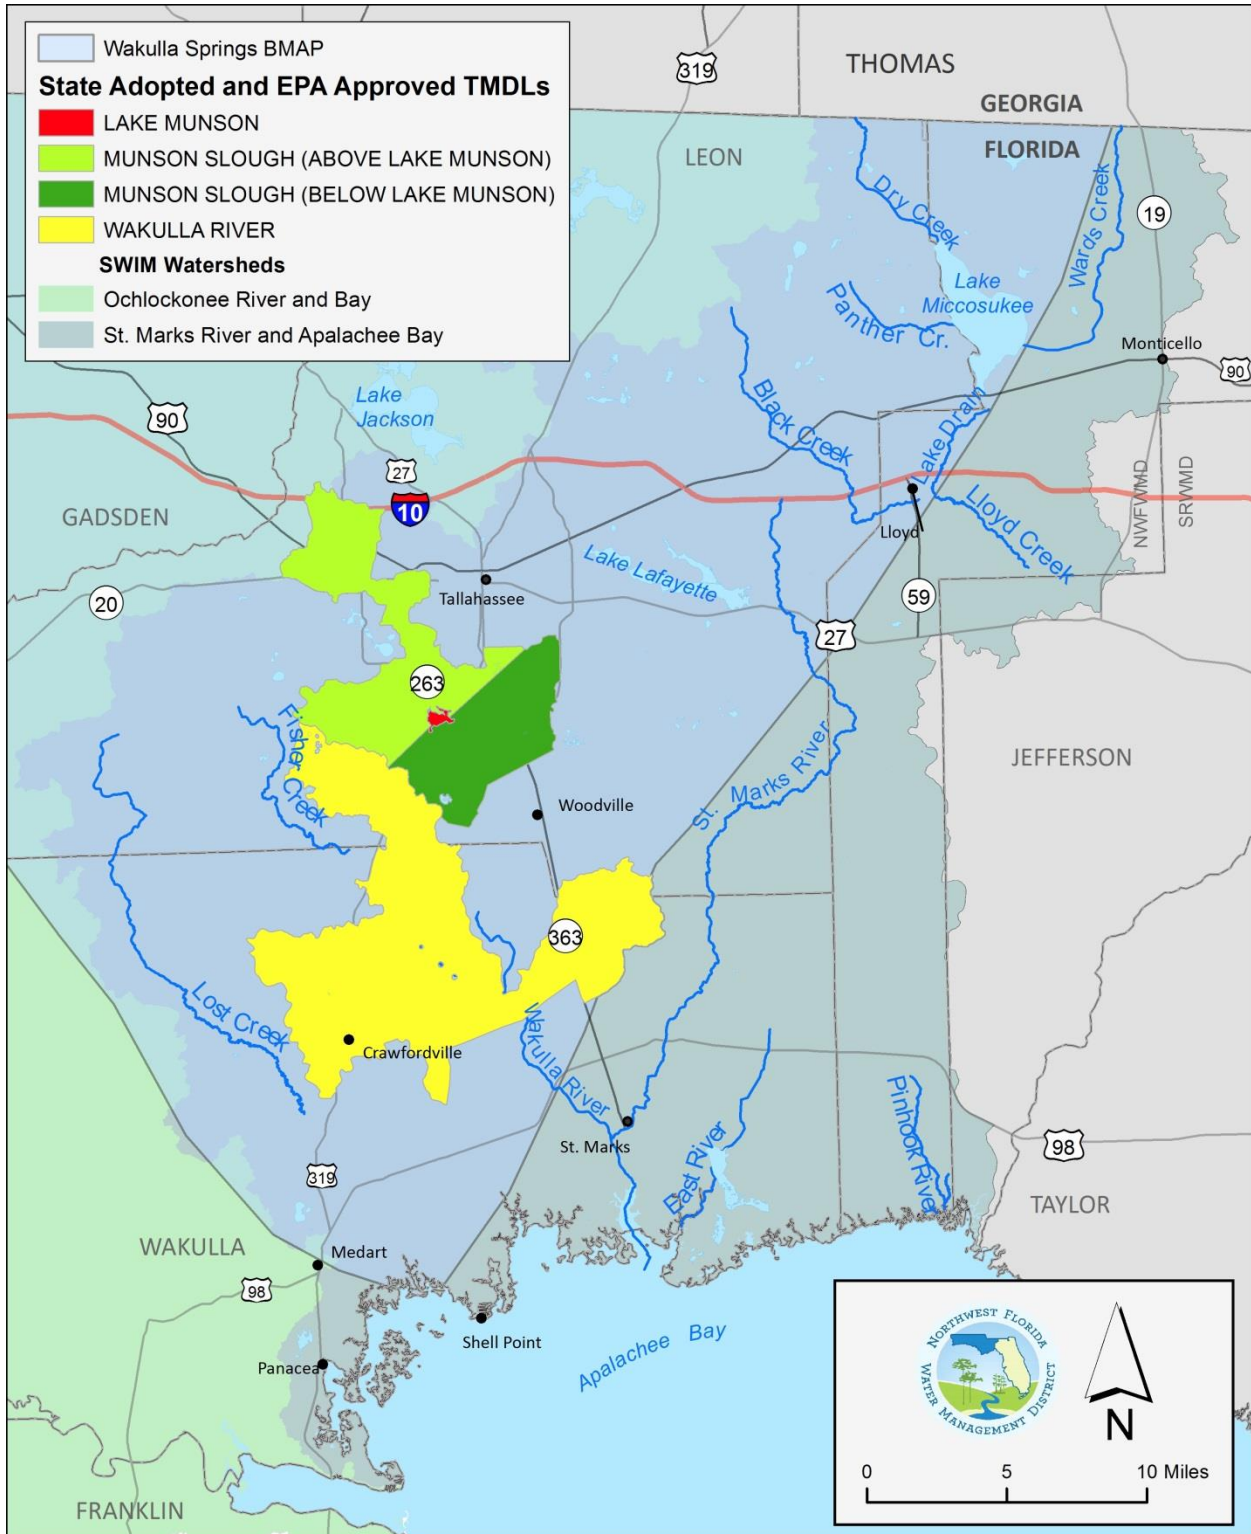 Wakulla Springs BMAP
State Adopted and EPA Approved TMDLs
LAKE MUNSON
MUNSON SLOUGH (ABOVE LAKE MUNSON)
MUNSON SLOUGH (BELOW LAKE MUNSON)
WAKULLA RIVER
SWIM Watersheds
Ochlockonee River and Bay
St. Marks River and Apalachee Bay
319
THOMAS
GEORGIA
FLORIDA
LEON
Dry Creek
Wards Creek
19
Lake
Miccosukee
Panther Cr.
Monticello
90
Lake
Jackson
90
Black Creek
Lake Drain
27
10
GADSDEN
Lloyd
Lloyd Creek
NWFWMD
SRWMD
Lake Lafayette
Tallahassee
20
59
27
263
Fisher
Creek
St. Marks River
JEFFERSON
Woodville
363
Lost Creek
Crawfordville
Wakulla River
St. Marks
East River
Pinhook River
98
319
TAYLOR
WAKULLA
Medart
98
Shell Point
Apalachee Bay
Panacea
FRANKLIN
NORTHWEST FLORIDA
WATER MANAGEMENT DISTRICT
N
0 5 10 Miles